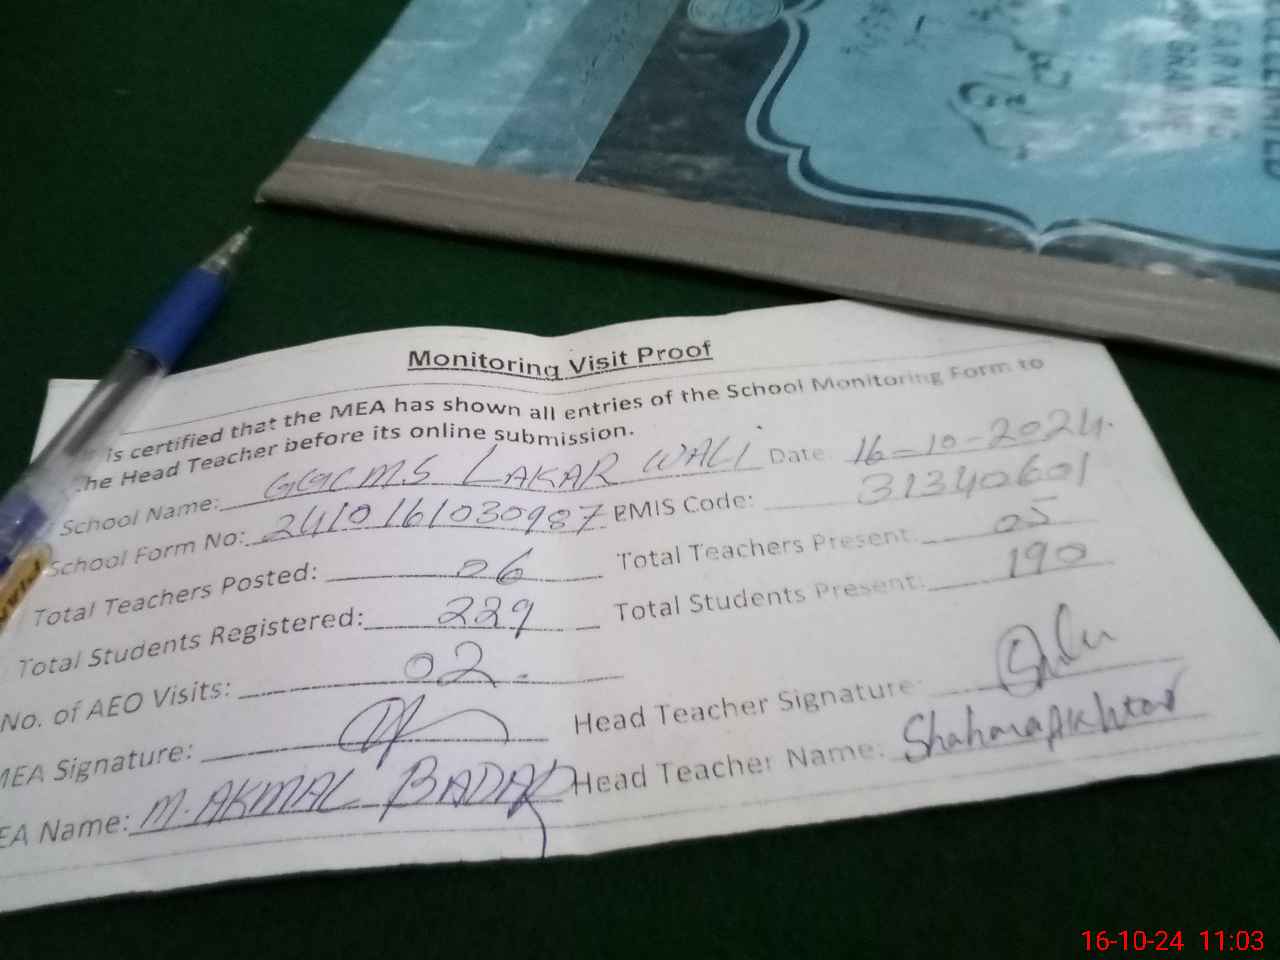 Monitoring Visit Proof
is certified that the MEA has shown all entries of the School Monitoring Form to
the Head Teacher before its online submission.
School Name: GGCMS LAKAR WALI Date: 16-10-2024.
School Form No: 2410161030987. EMIS Code: 31340601
Total Teachers Posted: 06 Total Teachers Present: 05
Total Students Registered: 229 Total Students Present: 190
No. of AEO Visits: 02.
MEA Signature: Head Teacher Signature:
EA Name: M. AKMAL BADAR Head Teacher Name: Shahana Akhtar
16-10-24 11:03